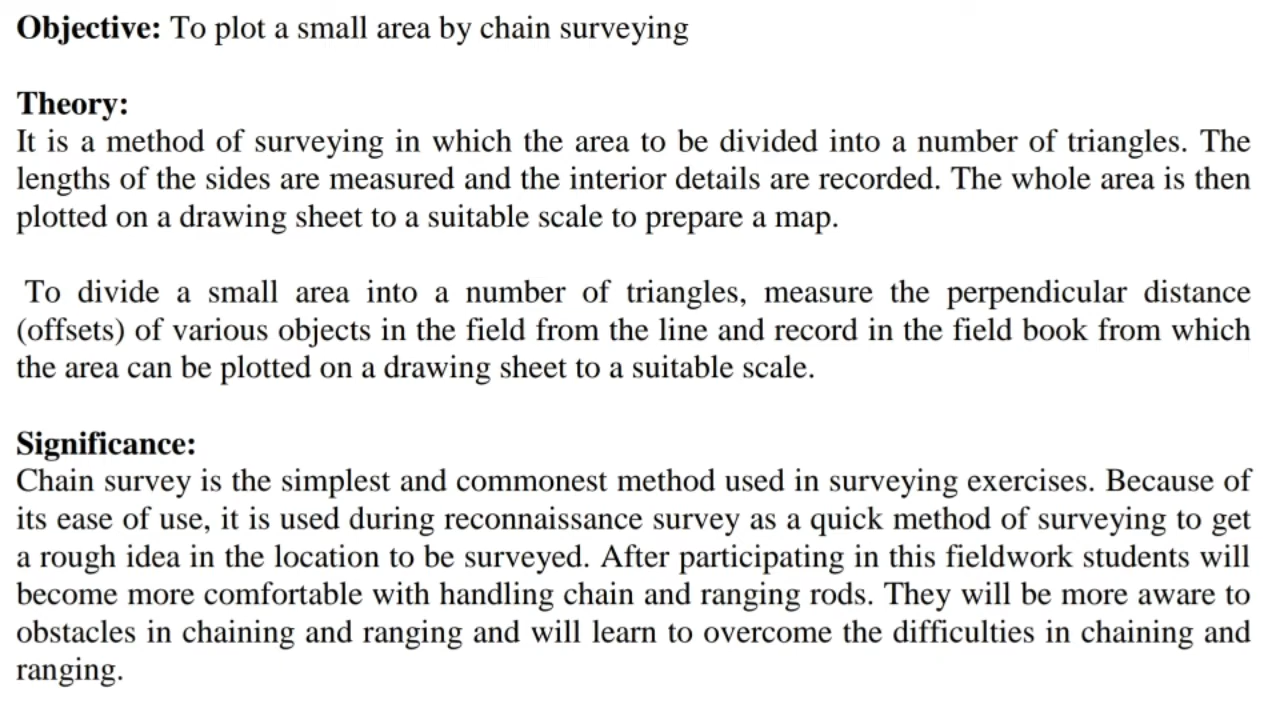 Objective: To plot a small area by chain surveying
Theory:
It is a method of surveying in which the area to be divided into a number of triangles. The
lengths of the sides are measured and the interior details are recorded. The whole area is then
plotted on a drawing sheet to a suitable scale to prepare a map.
To divide a small area into a number of triangles, measure the perpendicular distance
(offsets) of various objects in the field from the line and record in the field book from which
the area can be plotted on a drawing sheet to a suitable scale.
Significance:
Chain survey is the simplest and commonest method used in surveying exercises. Because of
its ease of use, it is used during reconnaissance survey as a quick method of surveying to get
a rough idea in the location to be surveyed. After participating in this fieldwork students will
become more comfortable with handling chain and ranging rods. They will be more aware to
obstacles in chaining and ranging and will learn to overcome the difficulties in chaining and
ranging.